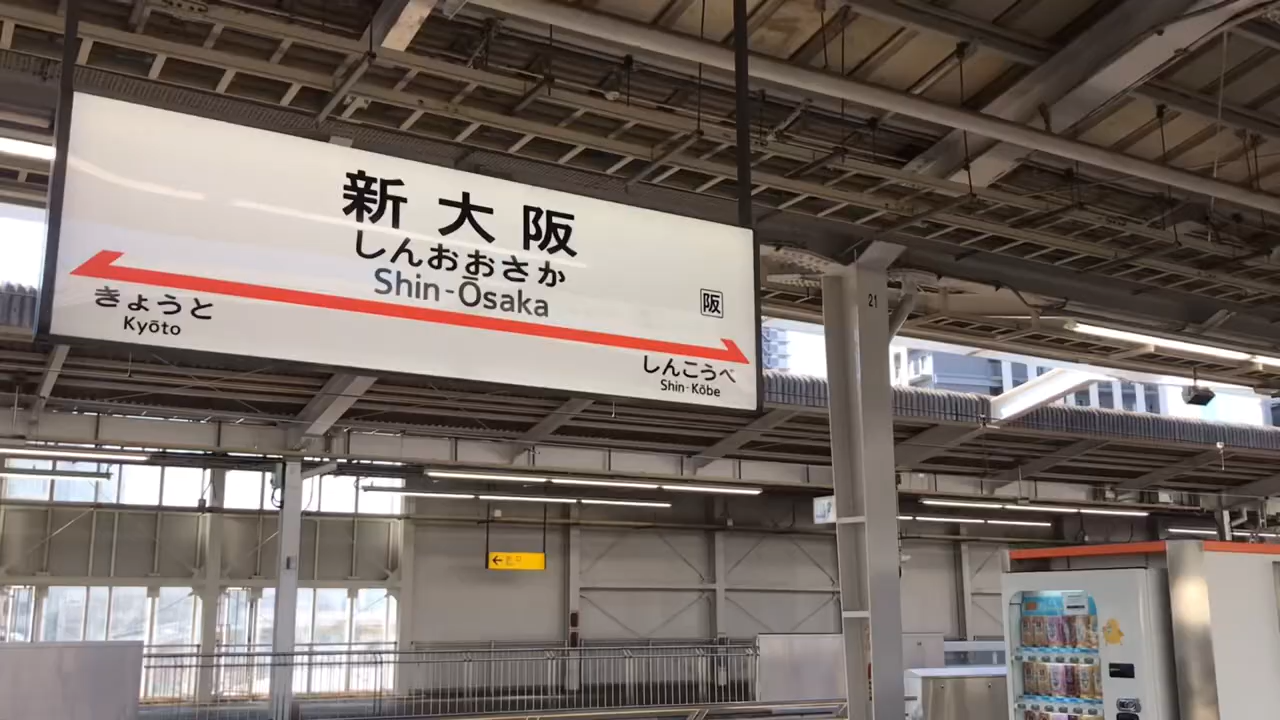 新大阪
しんおおさか
Shin-Ōsaka
阪
きょうと
Kyōto
しんこうべ
Shin-Kōbe
21